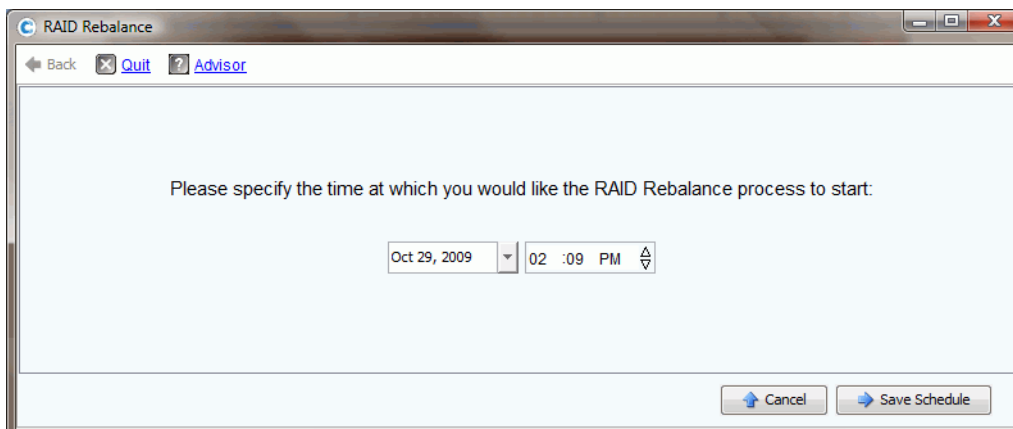 RAID Rebalance
Back Quit ? Advisor
Please specify the time at which you would like the RAID Rebalance process to start:
Oct 29, 2009 02 :09 PM
Cancel Save Schedule